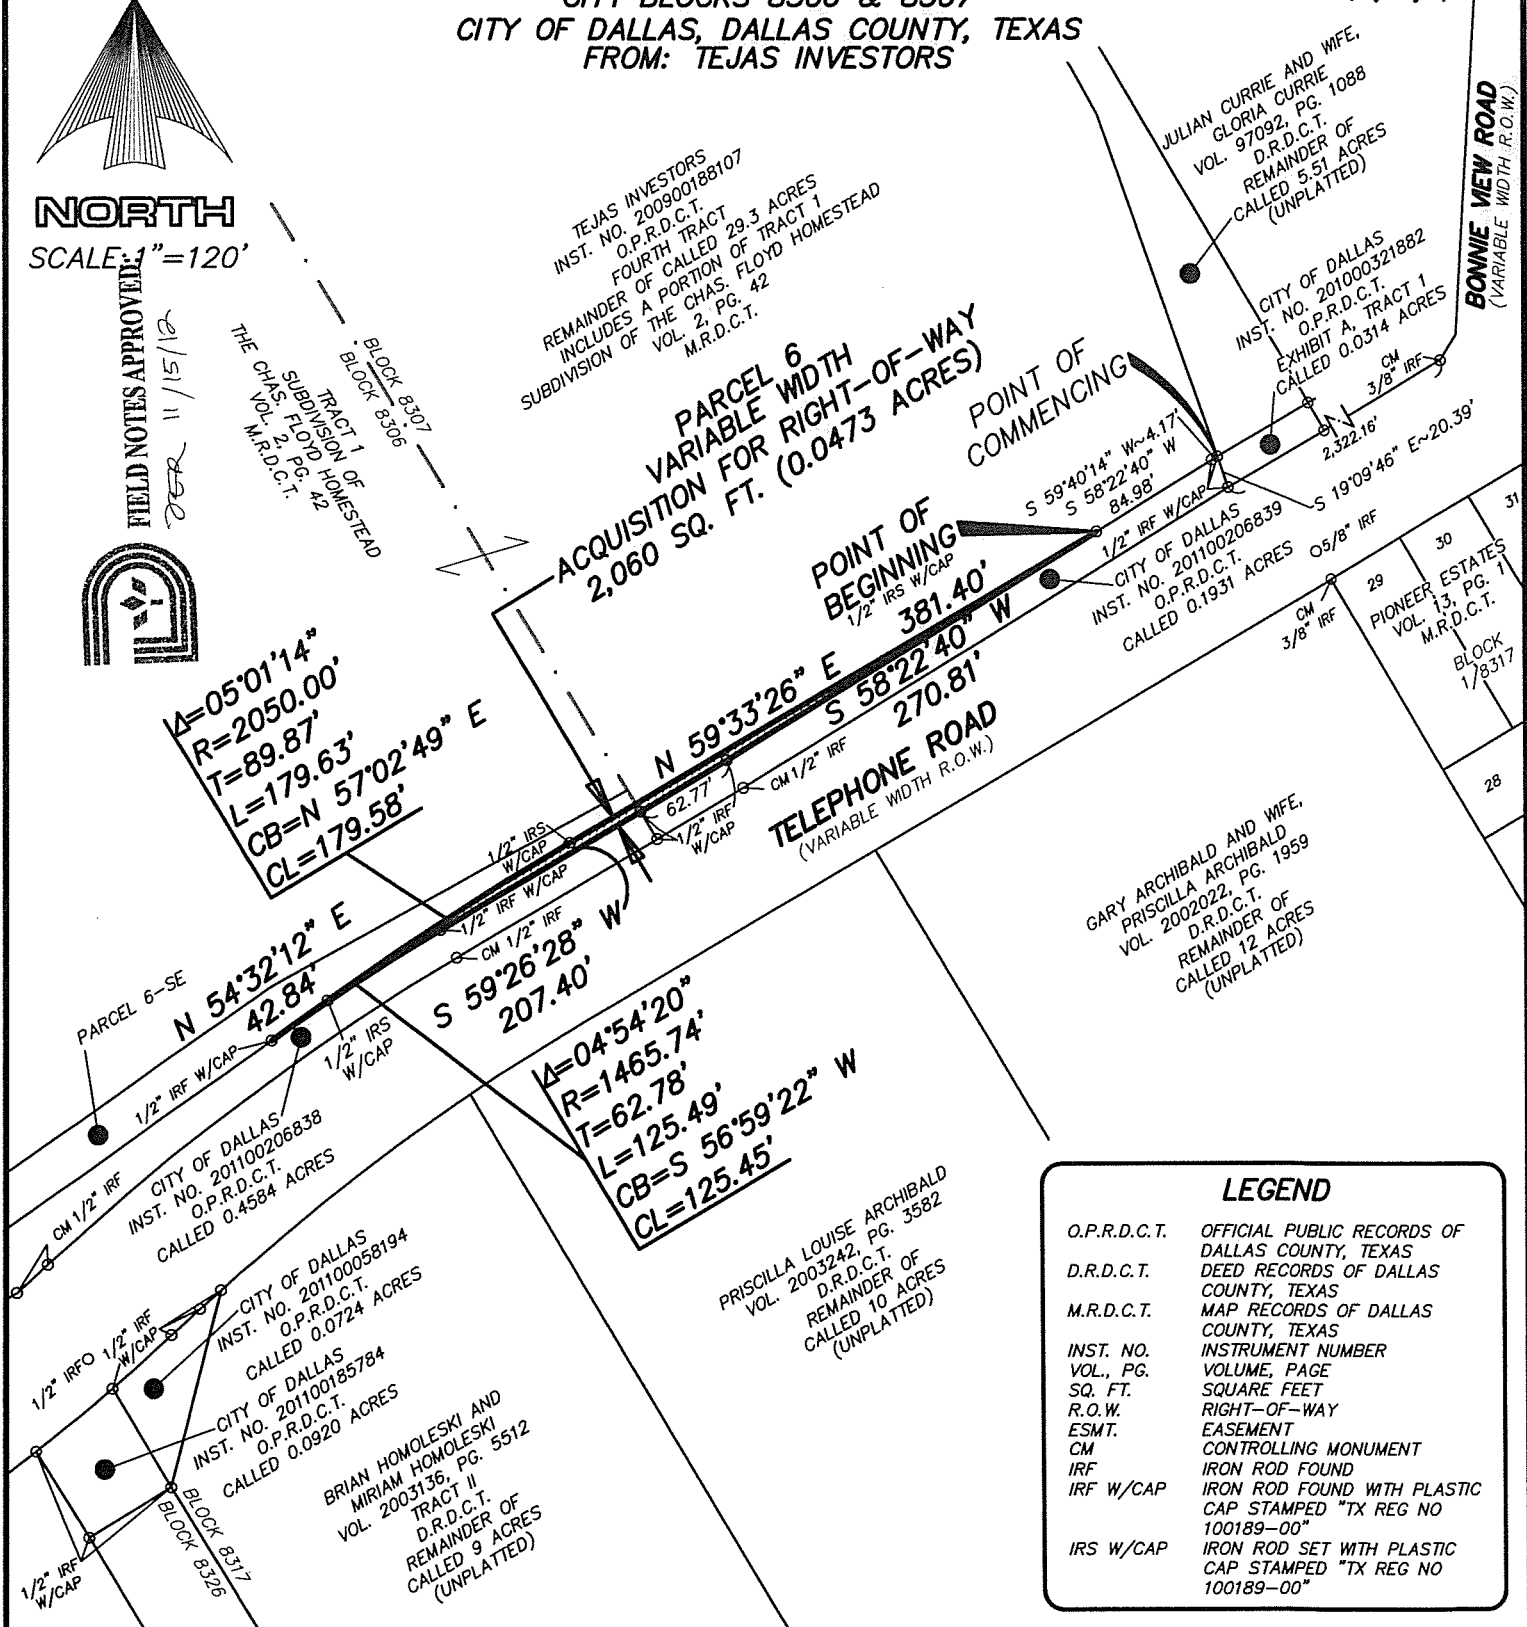 CITY OF DALLAS, DALLAS COUNTY, TEXAS
FROM: TEJAS INVESTORS
NORTH
SCALE: 1"=120'
FIELD NOTES APPROVED:
THE CHAS. FLOYD HOMESTEAD
SUBDIVISION OF
TRACT 1
VOL. 2, PG. 42
M.R.D.C.T.
BLOCK 8307
BLOCK 8306
TEJAS INVESTORS
INST. NO. 200900188107
O.P.R.D.C.T.
FOURTH TRACT
REMAINDER OF CALLED 29.3 ACRES
INCLUDES A PORTION OF TRACT 1
SUBDIVISION OF THE CHAS. FLOYD HOMESTEAD
VOL. 2, PG. 42
M.R.D.C.T.
JULIAN CURRIE AND WIFE,
GLORIA CURRIE
VOL. 97092, PG. 1088
D.R.D.C.T.
REMAINDER OF
CALLED 5.51 ACRES
(UNPLATTED)
BONNIE VIEW ROAD
(VARIABLE WIDTH R.O.W.)
CITY OF DALLAS
INST. NO. 201000321882
O.P.R.D.C.T.
EXHIBIT A, TRACT 1
CALLED 0.0314 ACRES
CM
3/8" IRF
PARCEL 6
VARIABLE WIDTH
ACQUISITION FOR RIGHT-OF-WAY
2,060 SQ. FT. (0.0473 ACRES)
POINT OF
COMMENCING
S 59°40'14" W~4.17'
S 58°22'40" W
84.98'
1/2" IRF W/CAP
2,322.16'
S 19°09'46" E~20.39'
POINT OF
BEGINNING
1/2" IRS W/CAP
CITY OF DALLAS
INST. NO. 201100206839
O.P.R.D.C.T.
CALLED 0.1931 ACRES
5/8" IRF
CM
3/8" IRF
29
30
31
PIONEER ESTATES
VOL. 13, PG. 1
M.R.D.C.T.
BLOCK
1/8317
28
381.40'
N 59°33'26" E
S 58°22'40" W
270.81'
TELEPHONE ROAD
(VARIABLE WIDTH R.O.W.)
Δ=05°01'14"
R=2050.00'
T=89.87'
L=179.63'
CB=N 57°02'49" E
CL=179.58'
62.77'
CM 1/2" IRF
1/2" IRF
W/CAP
1/2" IRS
W/CAP
1/2" IRF W/CAP
CM 1/2" IRF
S 59°26'28" W
207.40'
N 54°32'12" E
42.84'
PARCEL 6-SE
1/2" IRF W/CAP
1/2" IRS
W/CAP
Δ=04°54'20"
R=1465.74'
T=62.78'
L=125.49'
CB=S 56°59'22" W
CL=125.45'
GARY ARCHIBALD AND WIFE,
PRISCILLA ARCHIBALD
VOL. 2002022, PG. 1959
D.R.D.C.T.
REMAINDER OF
CALLED 12 ACRES
(UNPLATTED)
CITY OF DALLAS
INST. NO. 201100206838
O.P.R.D.C.T.
CALLED 0.4584 ACRES
CM 1/2" IRF
CITY OF DALLAS
INST. NO. 201100058194
O.P.R.D.C.T.
CALLED 0.0724 ACRES
1/2" IRF
1/2" IRF
W/CAP
CITY OF DALLAS
INST. NO. 201100185784
O.P.R.D.C.T.
CALLED 0.0920 ACRES
BLOCK 8317
BLOCK 8326
1/2" IRF
W/CAP
BRIAN HOMOLESKI AND
MIRIAM HOMOLESKI
VOL. 2003136, PG. 5512
TRACT II
D.R.D.C.T.
REMAINDER OF
CALLED 9 ACRES
(UNPLATTED)
PRISCILLA LOUISE ARCHIBALD
VOL. 2003242, PG. 3582
D.R.D.C.T.
REMAINDER OF
CALLED 10 ACRES
(UNPLATTED)
LEGEND
O.P.R.D.C.T. OFFICIAL PUBLIC RECORDS OF
DALLAS COUNTY, TEXAS
D.R.D.C.T. DEED RECORDS OF DALLAS
COUNTY, TEXAS
M.R.D.C.T. MAP RECORDS OF DALLAS
COUNTY, TEXAS
INST. NO. INSTRUMENT NUMBER
VOL., PG. VOLUME, PAGE
SQ. FT. SQUARE FEET
R.O.W. RIGHT-OF-WAY
ESMT. EASEMENT
CM CONTROLLING MONUMENT
IRF IRON ROD FOUND
IRF W/CAP IRON ROD FOUND WITH PLASTIC
CAP STAMPED "TX REG NO
100189-00"
IRS W/CAP IRON ROD SET WITH PLASTIC
CAP STAMPED "TX REG NO
100189-00"